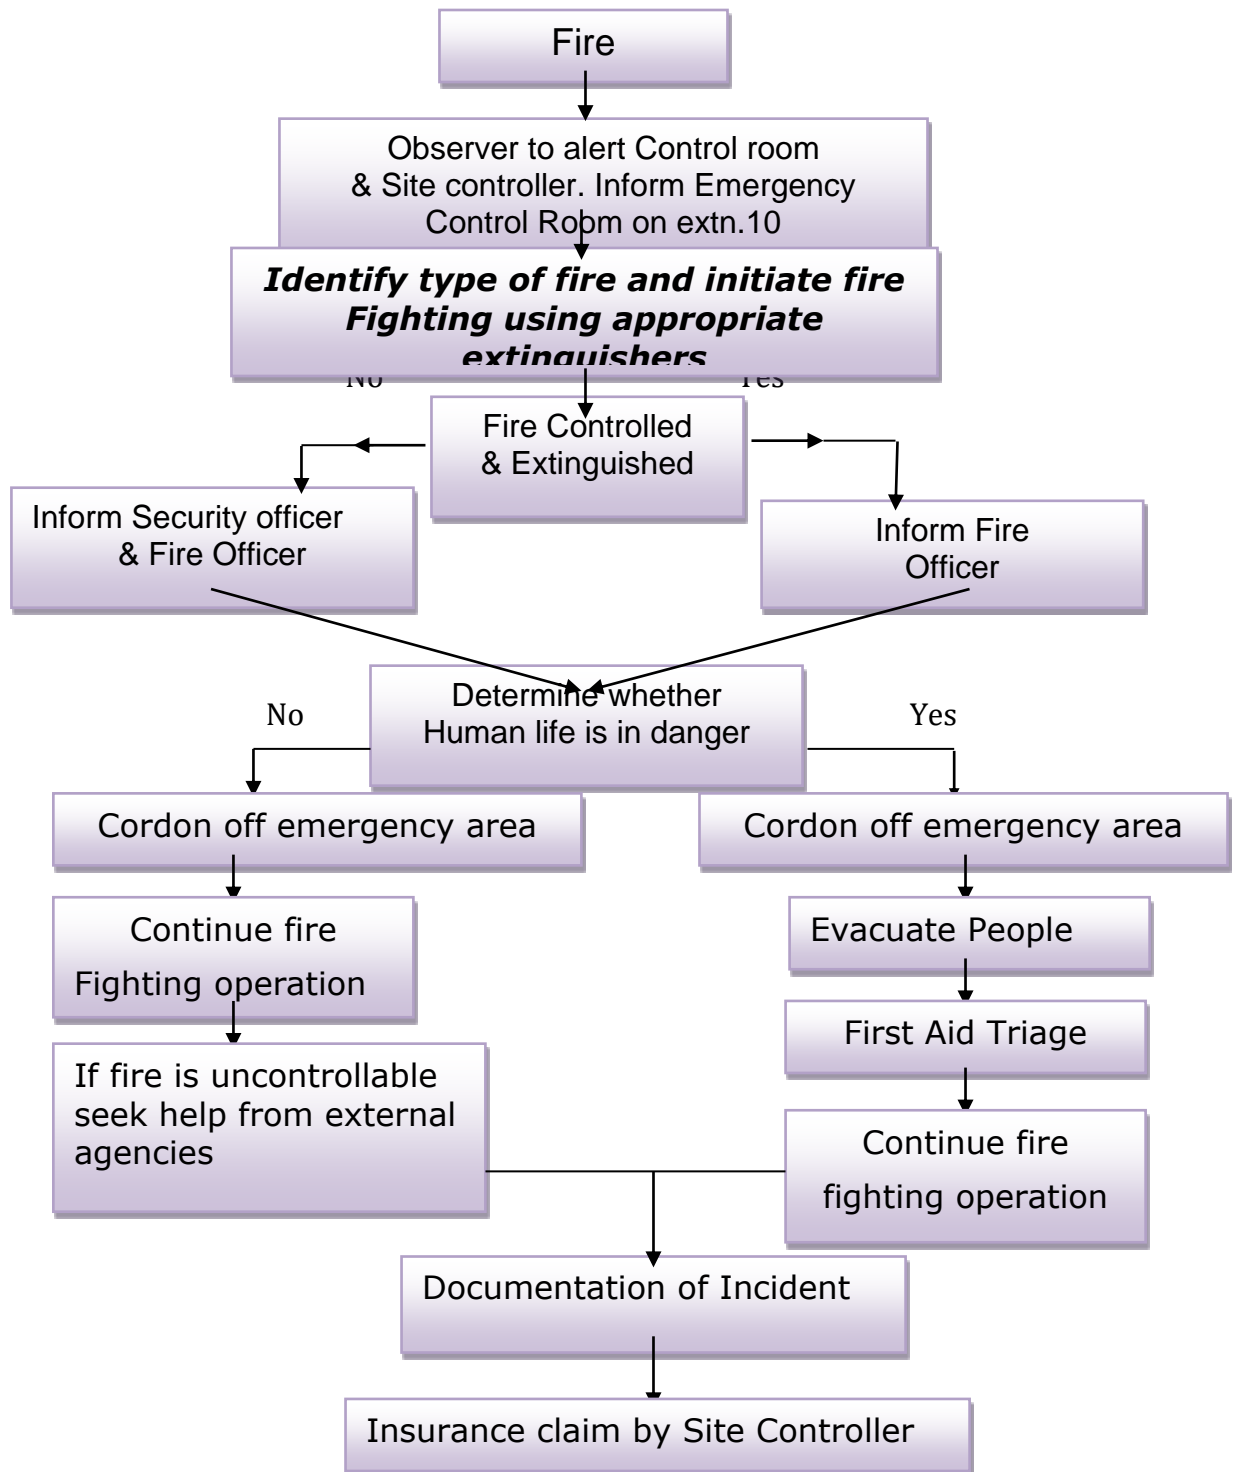 Fire
Observer to alert Control room
& Site controller. Inform Emergency
Control Room on extn.10
Identify type of fire and initiate fire
Fighting using appropriate
extinguishers
No
Yes
Fire Controlled
& Extinguished
Inform Security officer
& Fire Officer
Inform Fire
Officer
Determine whether
Human life is in danger
No
Yes
Cordon off emergency area
Cordon off emergency area
Continue fire
Fighting operation
Evacuate People
First Aid Triage
If fire is uncontrollable
seek help from external
agencies
Continue fire
fighting operation
Documentation of Incident
Insurance claim by Site Controller